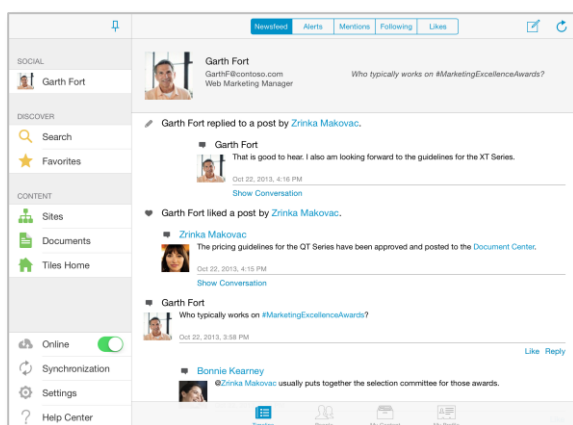 Newsfeed Alerts Mentions Following Likes
SOCIAL
Garth Fort
DISCOVER
Search
Favorites
CONTENT
Sites
Documents
Tiles Home
Online
Synchronization
Settings
Help Center
Garth Fort
GarthF@contoso.com
Web Marketing Manager
Who typically works on #MarketingExcellenceAwards?
Garth Fort replied to a post by Zrinka Makovac.
Garth Fort
That is good to hear. I also am looking forward to the guidelines for the XT Series.
Oct 22, 2013, 4:16 PM
Show Conversation
Garth Fort liked a post by Zrinka Makovac.
Zrinka Makovac
The pricing guidelines for the QT Series have been approved and posted to the Document Center.
Oct 22, 2013, 4:15 PM
Show Conversation
Garth Fort
Who typically works on #MarketingExcellenceAwards?
Oct 22, 2013, 3:58 PM
Like Reply
Bonnie Kearney
@Zrinka Makovac usually puts together the selection committee for those awards.